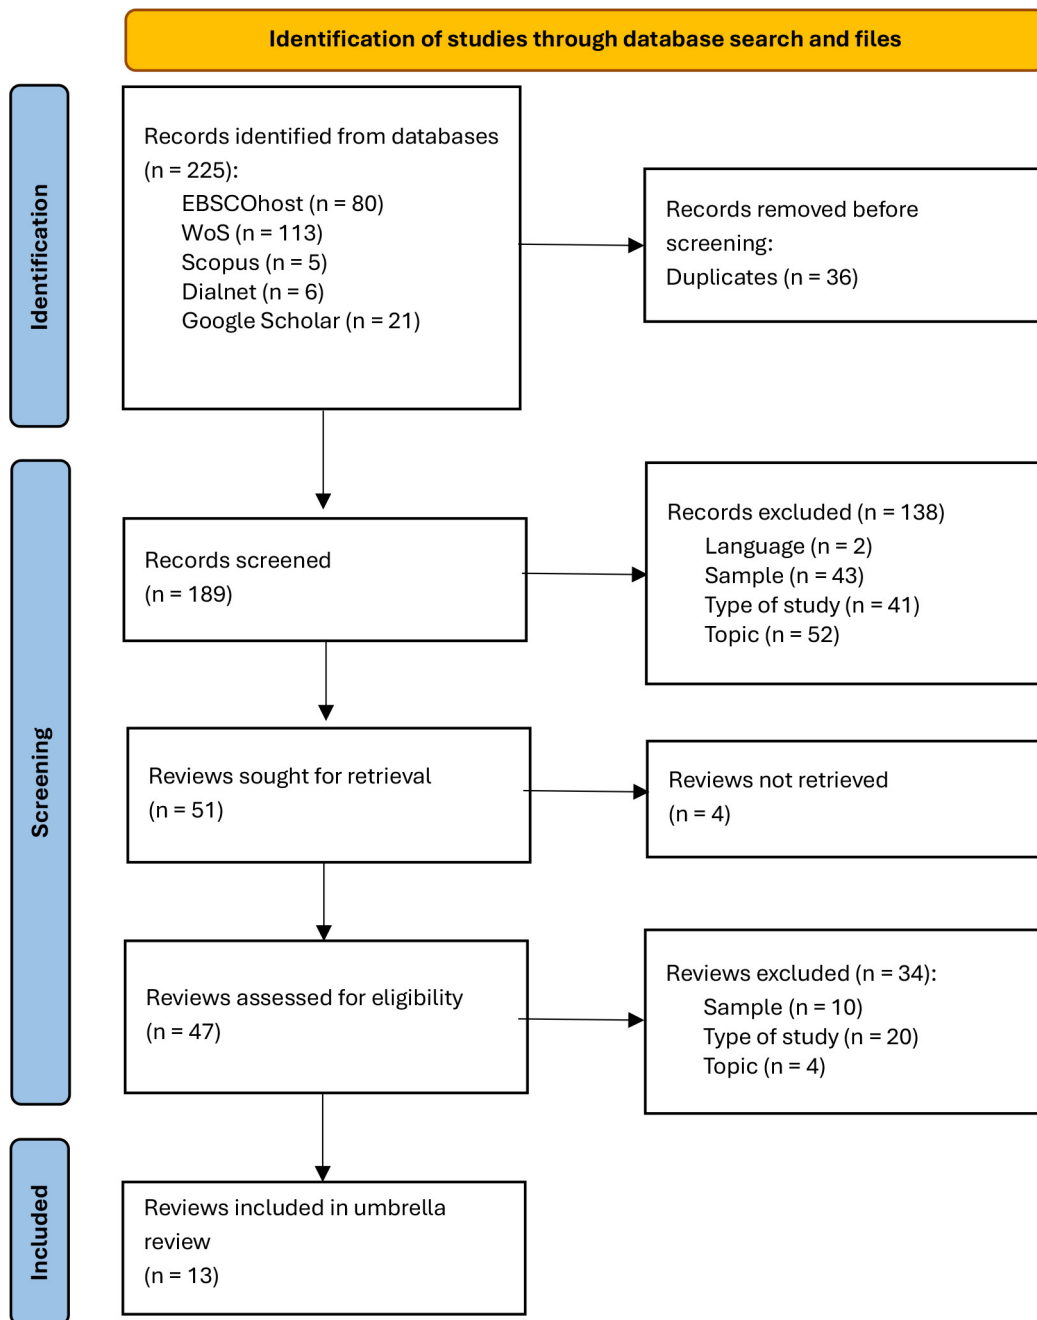 Identification of studies through database search and files
Identification
Records identified from databases
(n = 225):
EBSCOhost (n = 80)
WoS (n = 113)
Scopus (n = 5)
Dialnet (n = 6)
Google Scholar (n = 21)
Records removed before
screening:
Duplicates (n = 36)
Screening
Records screened
(n = 189)
Records excluded (n = 138)
Language (n = 2)
Sample (n = 43)
Type of study (n = 41)
Topic (n = 52)
Reviews sought for retrieval
(n = 51)
Reviews not retrieved
(n = 4)
Reviews assessed for eligibility
(n = 47)
Reviews excluded (n = 34):
Sample (n = 10)
Type of study (n = 20)
Topic (n = 4)
Included
Reviews included in umbrella
review
(n = 13)